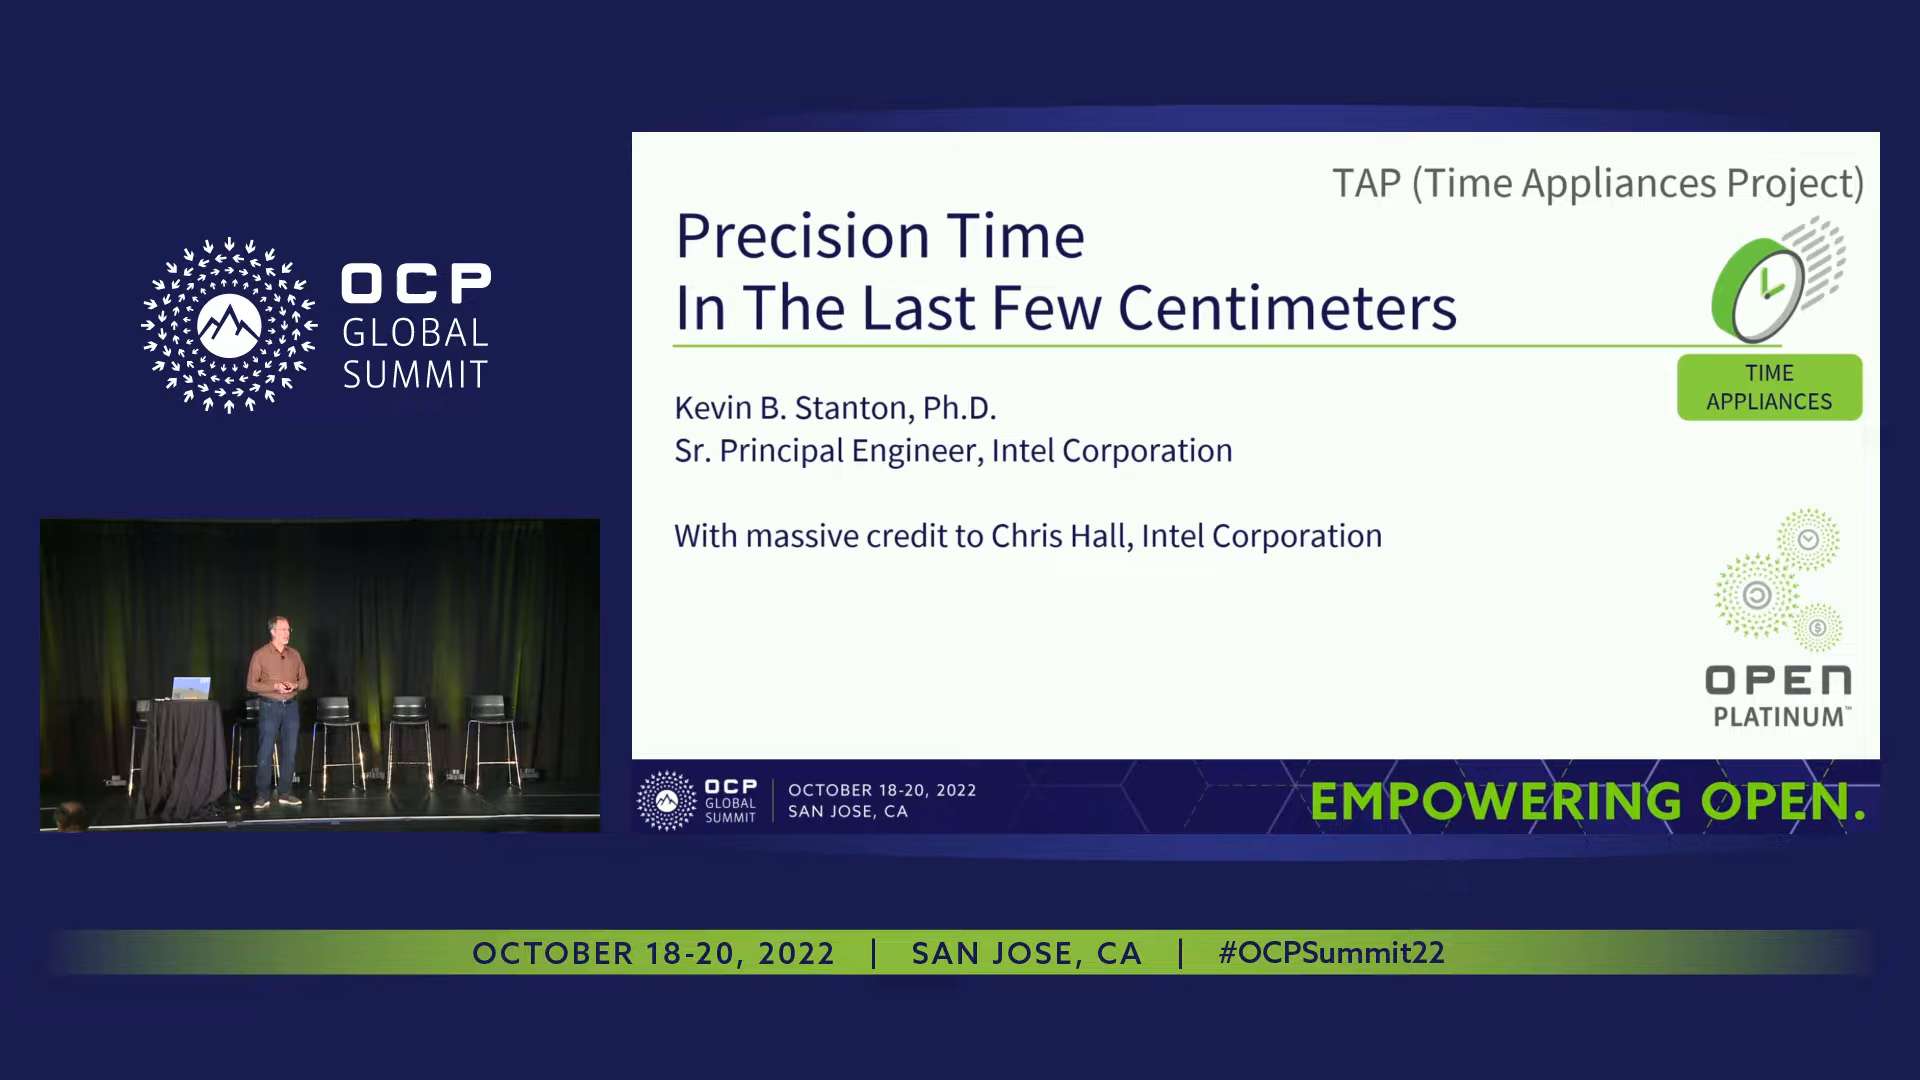 OCP
GLOBAL
SUMMIT
TAP (Time Appliances Project)
Precision Time
In The Last Few Centimeters
TIME
APPLIANCES
Kevin B. Stanton, Ph.D.
Sr. Principal Engineer, Intel Corporation
With massive credit to Chris Hall, Intel Corporation
OPEN
PLATINUM™
OCP
GLOBAL
SUMMIT
OCTOBER 18-20, 2022
SAN JOSE, CA
EMPOWERING OPEN.
OCTOBER 18-20, 2022 | SAN JOSE, CA | #OCPSummit22